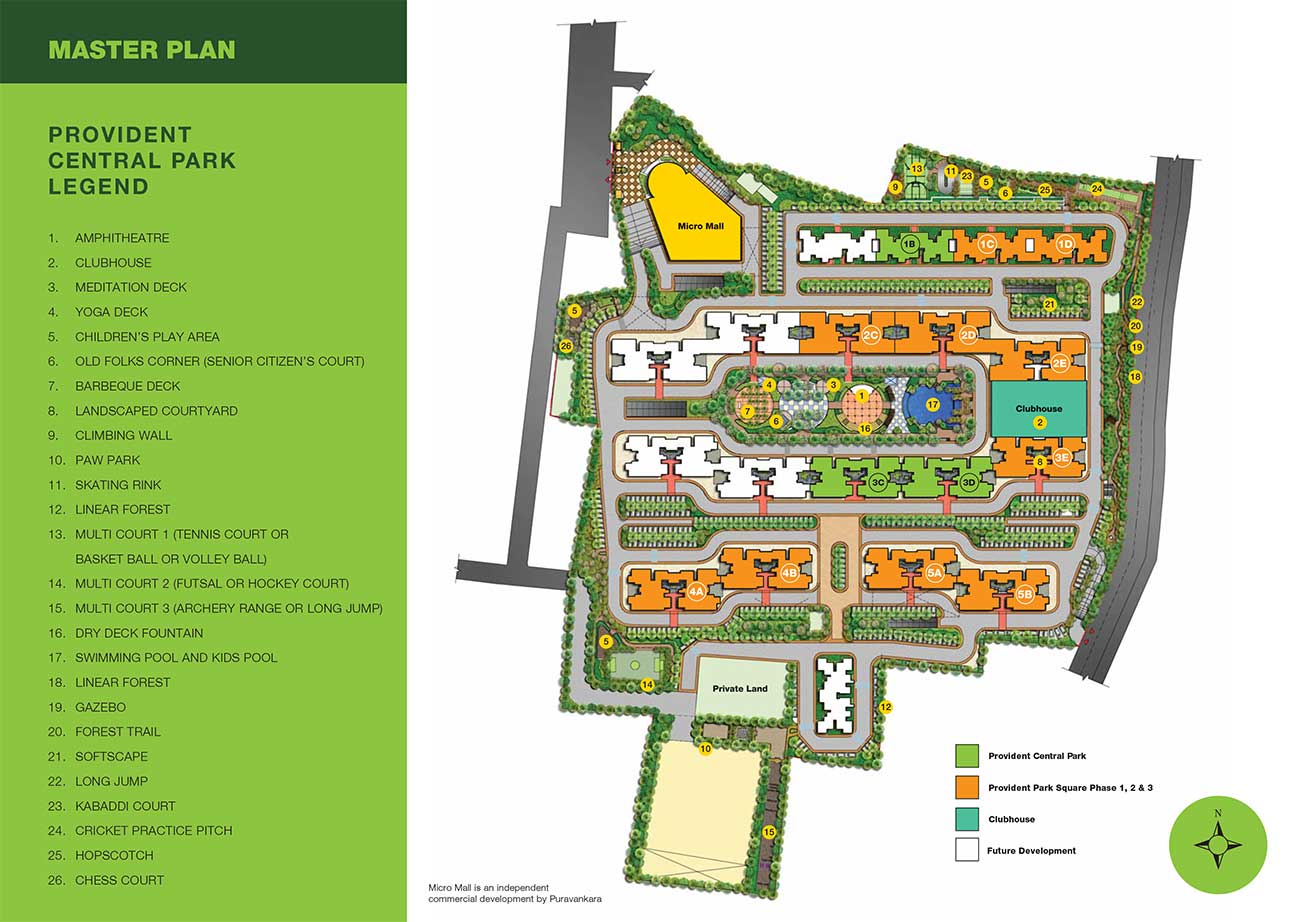 MASTER PLAN
PROVIDENT
CENTRAL PARK
LEGEND
1. AMPHITHEATRE
2. CLUBHOUSE
3. MEDITATION DECK
4. YOGA DECK
5. CHILDREN'S PLAY AREA
6. OLD FOLKS CORNER (SENIOR CITIZEN'S COURT)
7. BARBEQUE DECK
8. LANDSCAPED COURTYARD
9. CLIMBING WALL
10. PAW PARK
11. SKATING RINK
12. LINEAR FOREST
13. MULTI COURT 1 (TENNIS COURT OR
BASKET BALL OR VOLLEY BALL)
14. MULTI COURT 2 (FUTSAL OR HOCKEY COURT)
15. MULTI COURT 3 (ARCHERY RANGE OR LONG JUMP)
16. DRY DECK FOUNTAIN
17. SWIMMING POOL AND KIDS POOL
18. LINEAR FOREST
19. GAZEBO
20. FOREST TRAIL
21. SOFTSCAPE
22. LONG JUMP
23. KABADDI COURT
24. CRICKET PRACTICE PITCH
25. HOPSCOTCH
26. CHESS COURT
13
11
23
5
9
6
25
24
Micro Mall
1B
1C
1D
5
26
21
22
20
19
18
2C
2D
2E
4
3
1
7
6
16
17
Clubhouse
2
3E
8
3C
3D
4A
4B
5A
5B
5
14
Private Land
12
10
15
Provident Central Park
Provident Park Square Phase 1, 2 & 3
Clubhouse
Future Development
N
Micro Mall is an independent
commercial development by Puravankara